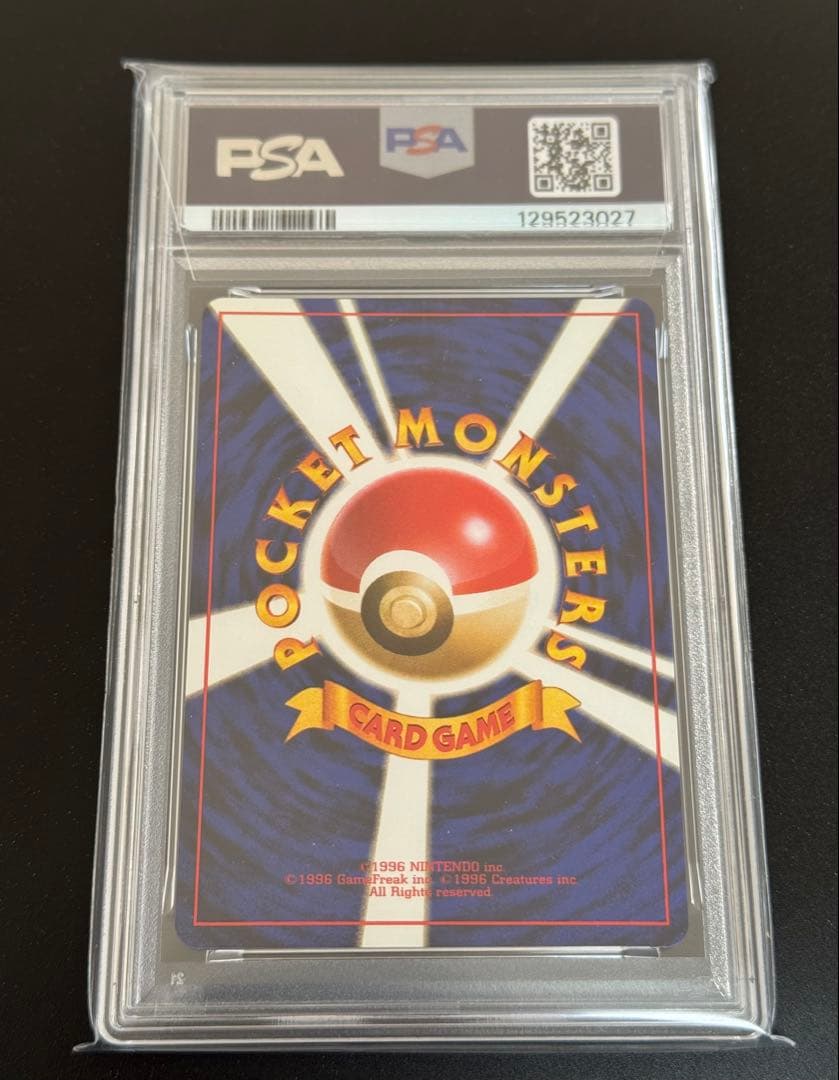 PSA
PSA
129523027
POCKET MONSTERS
CARD GAME
©1996 NINTENDO inc.
©1996 GameFreak inc. ©1996 Creatures inc.
All Rights reserved.
21